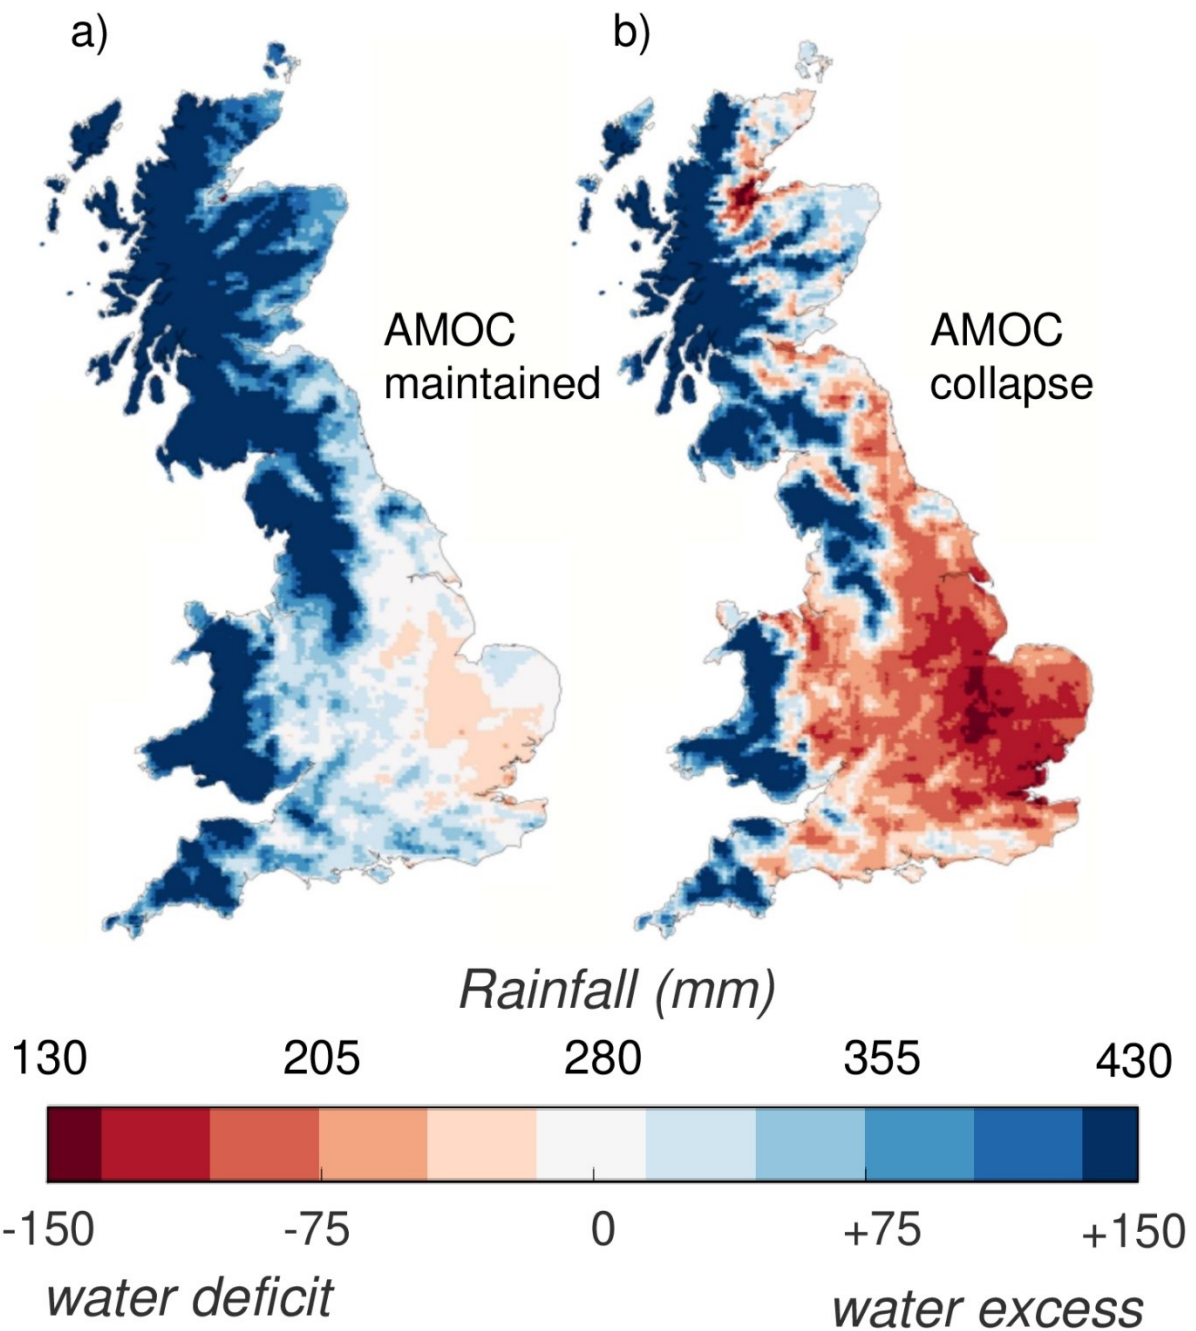 a)
b)
AMOC
maintained
AMOC
collapse
Rainfall (mm)
130 205 280 355 430
-150 -75 0 +75 +150
water deficit
water excess